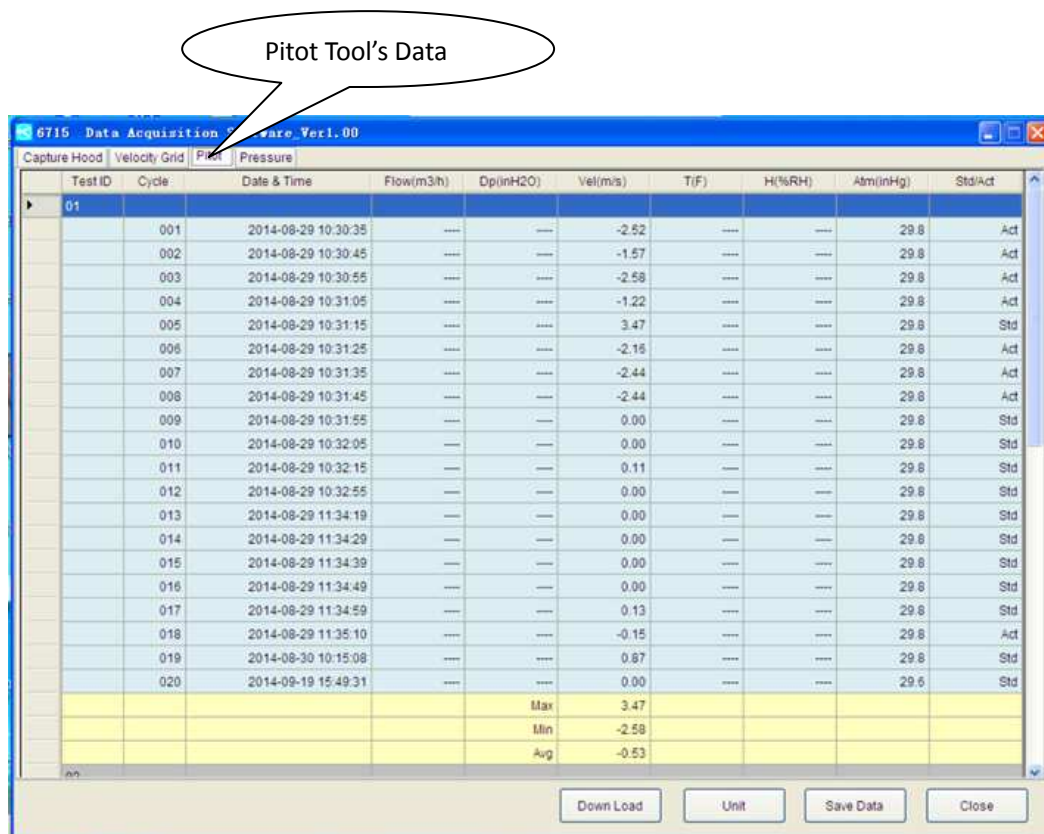 Pitot Tool's Data
6715 Data Acquisition Software_Ver1.00
Capture Hood Velocity Grid Pitot Pressure
Test ID Cycle Date & Time Flow(m3/h) Dp(inH2O) Vel(m/s) T(F) H(%RH) Atm(inHg) Std/Act
01
001 2014-08-29 10:30:35 ---- ---- -2.52 ---- ---- 29.8 Act
002 2014-08-29 10:30:45 ---- ---- -1.57 ---- ---- 29.8 Act
003 2014-08-29 10:30:55 ---- ---- -2.58 ---- ---- 29.8 Act
004 2014-08-29 10:31:05 ---- ---- -1.22 ---- ---- 29.8 Act
005 2014-08-29 10:31:15 ---- ---- 3.47 ---- ---- 29.8 Std
006 2014-08-29 10:31:25 ---- ---- -2.16 ---- ---- 29.8 Act
007 2014-08-29 10:31:35 ---- ---- -2.44 ---- ---- 29.8 Act
008 2014-08-29 10:31:45 ---- ---- -2.44 ---- ---- 29.8 Act
009 2014-08-29 10:31:55 ---- ---- 0.00 ---- ---- 29.8 Std
010 2014-08-29 10:32:05 ---- ---- 0.00 ---- ---- 29.8 Std
011 2014-08-29 10:32:15 ---- ---- 0.11 ---- ---- 29.8 Std
012 2014-08-29 10:32:55 ---- ---- 0.00 ---- ---- 29.8 Std
013 2014-08-29 11:34:19 ---- ---- 0.00 ---- ---- 29.8 Std
014 2014-08-29 11:34:29 ---- ---- 0.00 ---- ---- 29.8 Std
015 2014-08-29 11:34:39 ---- ---- 0.00 ---- ---- 29.8 Std
016 2014-08-29 11:34:49 ---- ---- 0.00 ---- ---- 29.8 Std
017 2014-08-29 11:34:59 ---- ---- 0.13 ---- ---- 29.8 Std
018 2014-08-29 11:35:10 ---- ---- -0.15 ---- ---- 29.8 Act
019 2014-08-30 10:15:08 ---- ---- 0.87 ---- ---- 29.8 Std
020 2014-09-19 15:49:31 ---- ---- 0.00 ---- ---- 29.6 Std
Max 3.47
Min -2.58
Avg -0.53
02
Down Load Unit Save Data Close